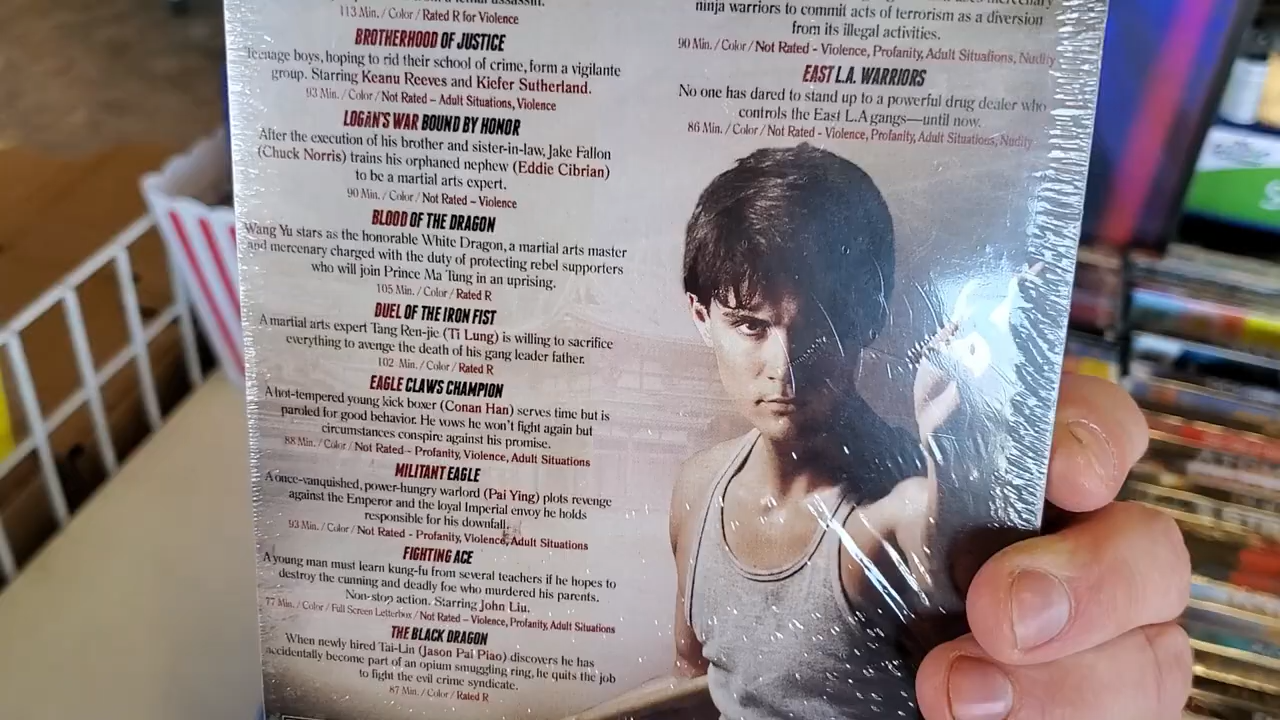 113 Min. / Color / Rated R for Violence
BROTHERHOOD OF JUSTICE
Teenage boys, hoping to rid their school of crime, form a vigilante
group. Starring Keanu Reeves and Kiefer Sutherland.
93 Min. / Color / Not Rated – Adult Situations, Violence
LOGAN'S WAR BOUND BY HONOR
After the execution of his brother and sister-in-law, Jake Fallon
(Chuck Norris) trains his orphaned nephew (Eddie Cibrian)
to be a martial arts expert.
90 Min. / Color / Not Rated – Violence
BLOOD OF THE DRAGON
Wang Yu stars as the honorable White Dragon, a martial arts master
and mercenary charged with the duty of protecting rebel supporters
who will join Prince Ma Tung in an uprising.
105 Min. / Color / Rated R
DUEL OF THE IRON FIST
A martial arts expert Tang Ren-jie (Ti Lung) is willing to sacrifice
everything to avenge the death of his gang leader father.
102 Min. / Color / Rated R
EAGLE CLAWS CHAMPION
A hot-tempered young kick boxer (Conan Han) serves time but is
paroled for good behavior. He vows he won't fight again but
circumstances conspire against his promise.
88 Min. / Color / Not Rated - Profanity, Violence, Adult Situations
MILITANT EAGLE
A once-vanquished, power-hungry warlord (Pai Ying) plots revenge
against the Emperor and the loyal Imperial envoy he holds
responsible for his downfall.
93 Min. / Color / Not Rated - Profanity, Violence, Adult Situations
FIGHTING ACE
A young man must learn kung-fu from several teachers if he hopes to
destroy the cunning and deadly foe who murdered his parents.
Non-stop action. Starring John Liu.
77 Min. / Color / Full Screen Letterbox / Not Rated – Violence, Profanity, Adult Situations
THE BLACK DRAGON
When newly hired Tai-Lin (Jason Pai Piao) discovers he has
accidentally become part of an opium smuggling ring, he quits the job
to fight the evil crime syndicate.
87 Min. / Color / Rated R
ninja warriors to commit acts of terrorism as a diversion
from its illegal activities.
90 Min. / Color / Not Rated - Violence, Profanity, Adult Situations, Nudity
EAST L.A. WARRIORS
No one has dared to stand up to a powerful drug dealer who
controls the East L.A gangs—until now.
86 Min. / Color / Not Rated - Violence, Profanity, Adult Situations, Nudity